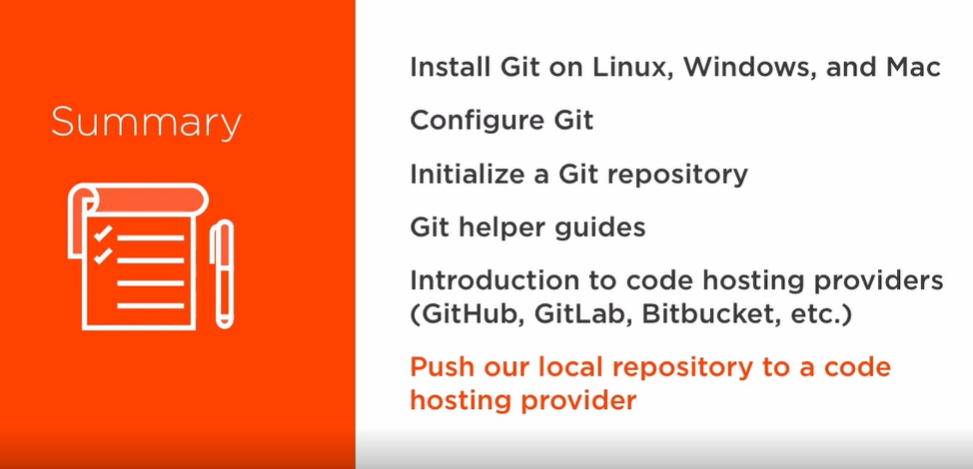 Summary
Install Git on Linux, Windows, and Mac
Configure Git
Initialize a Git repository
Git helper guides
Introduction to code hosting providers
(GitHub, GitLab, Bitbucket, etc.)
Push our local repository to a code
hosting provider